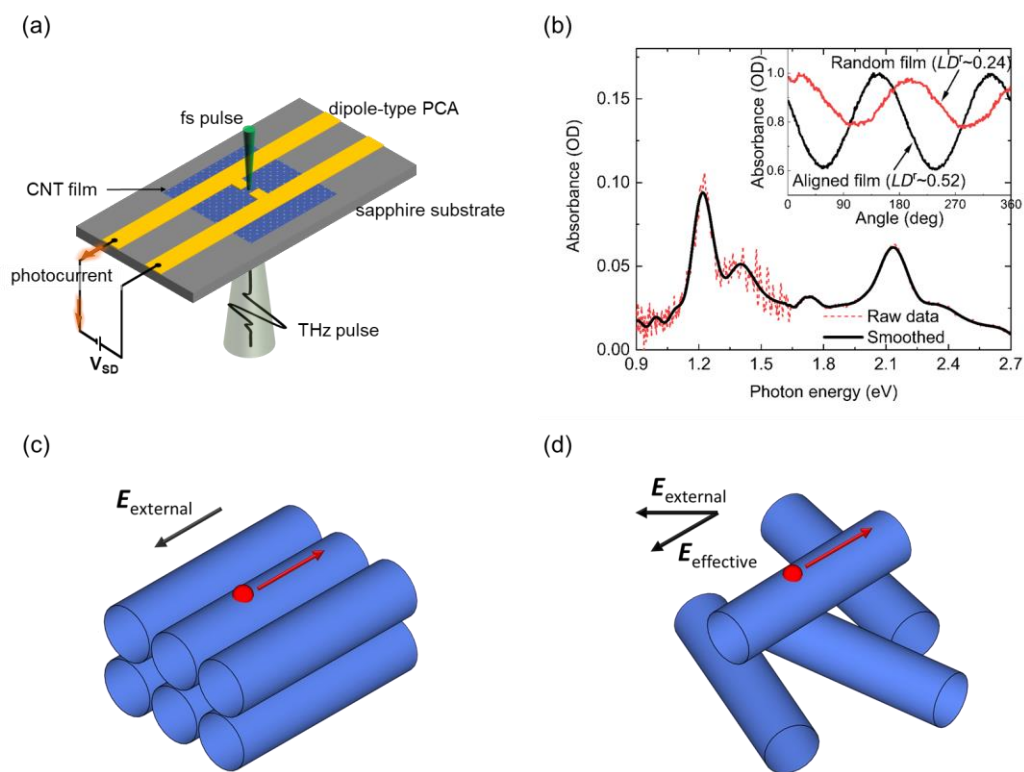 (a)
fs pulse
dipole-type PCA
CNT film
sapphire substrate
photocurrent
THz pulse
V_SD
(b)
Absorbance (OD)
0.15
0.10
0.05
0.00
0.9 1.2 1.5 1.8 2.1 2.4 2.7
Photon energy (eV)
Raw data
Smoothed
Absorbance (OD)
1.0
0.8
0.6
Random film (LDʳ~0.24)
Aligned film (LDʳ~0.52)
0 90 180 270 360
Angle (deg)
(c)
E_external
(d)
E_external
E_effective